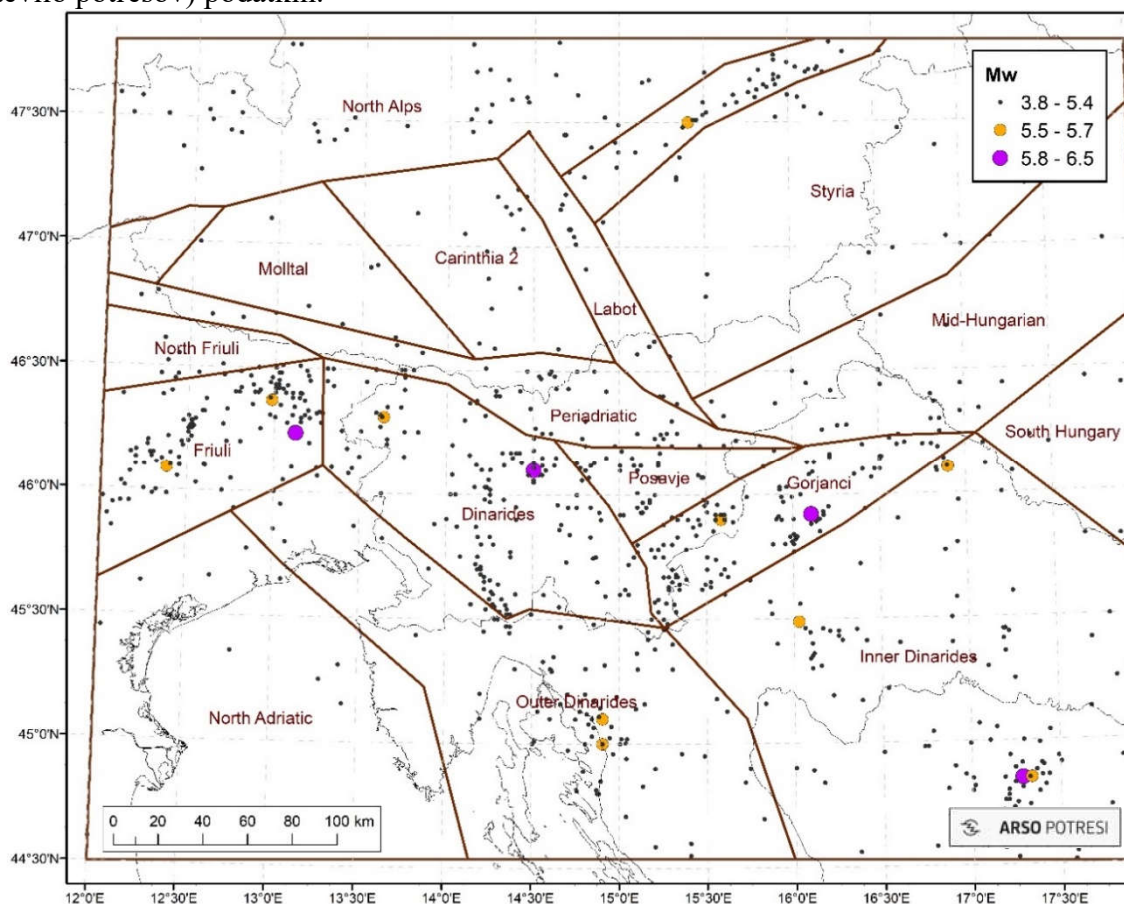 potresov) podatkih.
Mw
3.8 - 5.4
5.5 - 5.7
5.8 - 6.5
North Alps
Styria
Carinthia 2
Molltal
Labot
Mid-Hungarian
North Friuli
Periadriatic
South Hungary
Friuli
Posavje
Gorjanci
Dinarides
Inner Dinarides
Outer Dinarides
North Adriatic
47°30'N
47°0'N
46°30'N
46°0'N
45°30'N
45°0'N
44°30'N
0 20 40 60 80 100 km
ARSO POTRESI
12°0'E 12°30'E 13°0'E 13°30'E 14°0'E 14°30'E 15°0'E 15°30'E 16°0'E 16°30'E 17°0'E 17°30'E